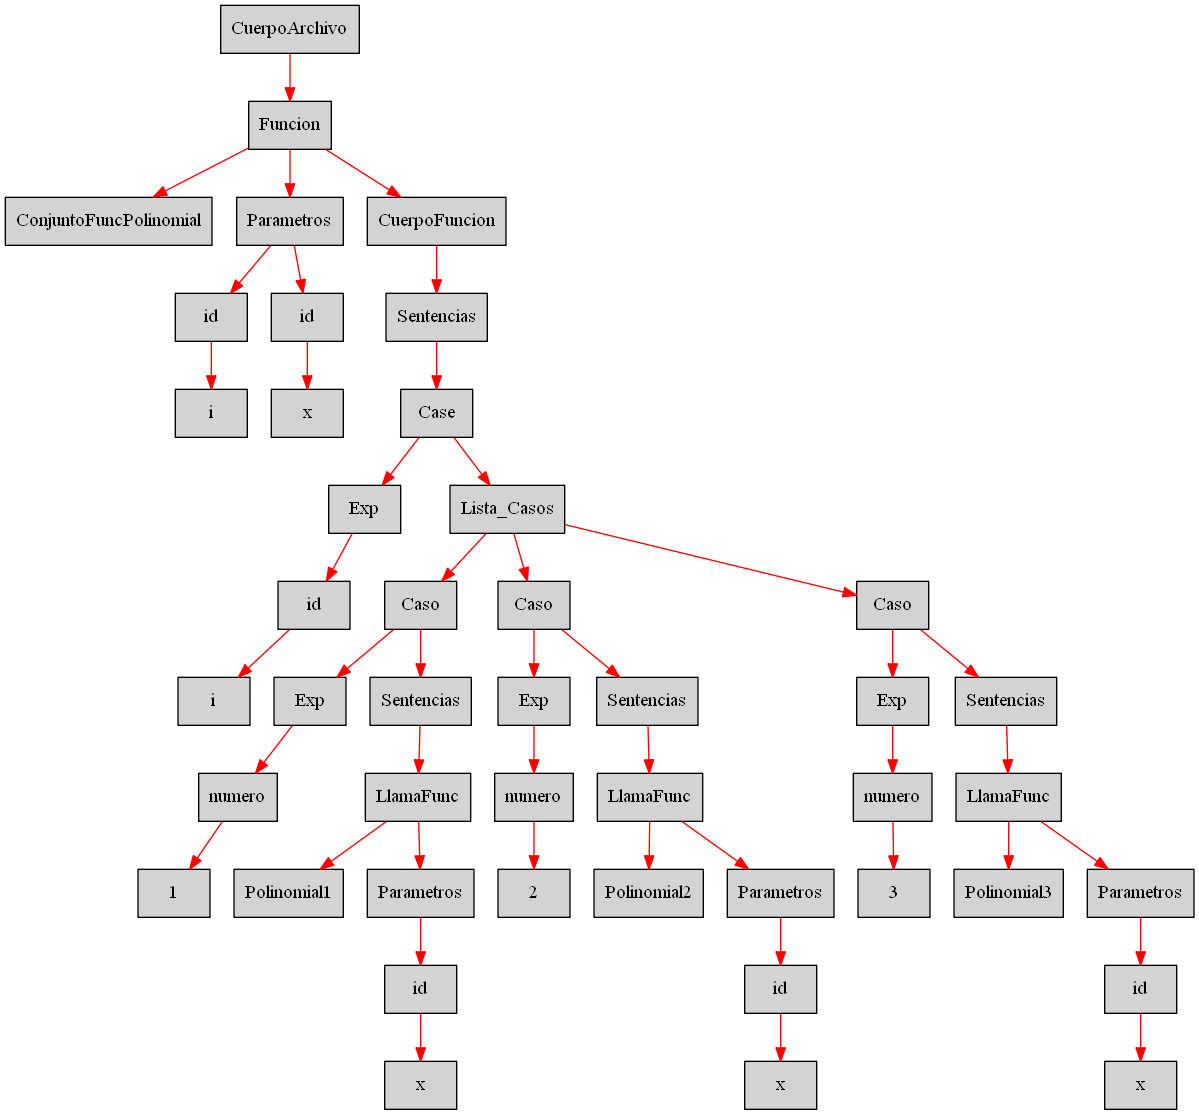 CuerpoArchivo
Funcion
ConjuntoFuncPolinomial Parametros CuerpoFuncion
id id Sentencias
i x Case
Exp Lista_Casos
id Caso Caso Caso
i Exp Sentencias Exp Sentencias Exp Sentencias
numero LlamaFunc numero LlamaFunc numero LlamaFunc
1 Polinomial1 Parametros 2 Polinomial2 Parametros 3 Polinomial3 Parametros
id id id
x x x